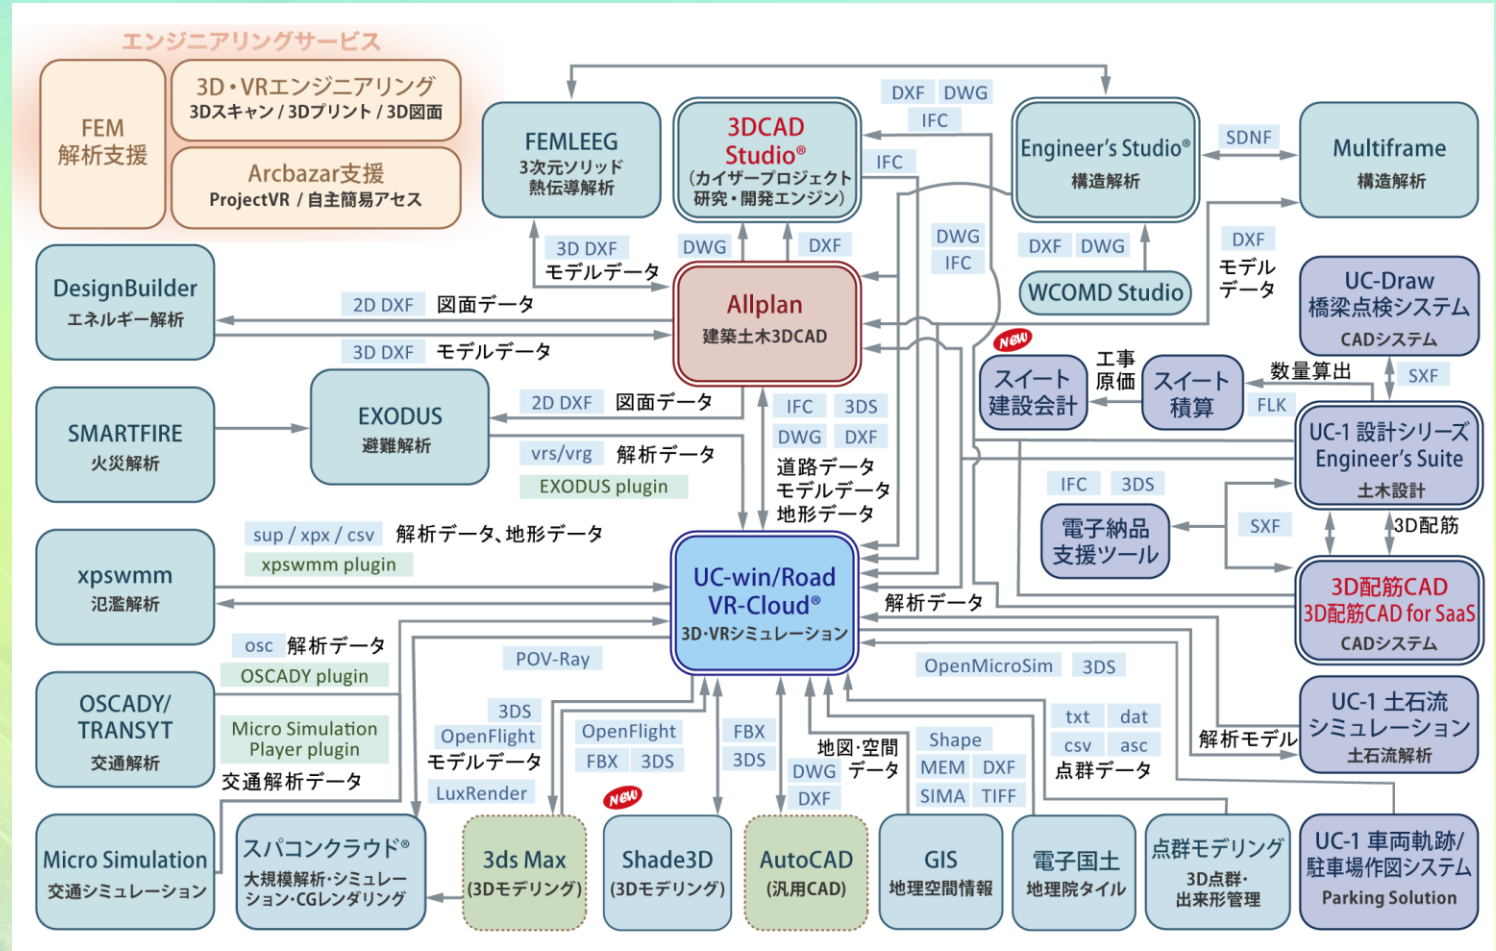 エンジニアリングサービス
FEM
解析支援
3D・VRエンジニアリング
3Dスキャン / 3Dプリント / 3D図面
Arcbazar支援
ProjectVR / 自主簡易アセス
FEMLEEG
3次元ソリッド
熱伝導解析
3DCAD
Studio®
(カイザープロジェクト
研究・開発エンジン)
DXF
DWG
IFC
IFC
Engineer's Studio®
構造解析
SDNF
Multiframe
構造解析
3D DXF
モデルデータ
DWG
DXF
DWG
IFC
DXF
DWG
WCOMD Studio
DXF
モデル
データ
DesignBuilder
エネルギー解析
2D DXF
図面データ
3D DXF
モデルデータ
Allplan
建築土木3DCAD
UC-Draw
橋梁点検システム
CADシステム
New
スイート
建設会計
工事
原価
スイート
積算
数量算出
FLK
SXF
SMARTFIRE
火災解析
EXODUS
避難解析
2D DXF
図面データ
vrs/vrg
解析データ
EXODUS plugin
IFC
3DS
DWG
DXF
道路データ
モデルデータ
地形データ
UC-1 設計シリーズ
Engineer's Suite
土木設計
IFC
3DS
電子納品
支援ツール
SXF
3D配筋
xpswmm
氾濫解析
sup / xpx / csv
解析データ、地形データ
xpswmm plugin
UC-win/Road
VR-Cloud®
3D・VRシミュレーション
解析データ
3D配筋CAD
3D配筋CAD for SaaS
CADシステム
osc
解析データ
OSCADY plugin
POV-Ray
OpenMicroSim
3DS
OSCADY/
TRANSYT
交通解析
Micro Simulation
Player plugin
交通解析データ
3DS
OpenFlight
モデルデータ
LuxRender
OpenFlight
FBX
3DS
New
FBX
3DS
地図・空間
データ
DWG
DXF
Shape
MEM
DXF
SIMA
TIFF
txt
dat
csv
asc
点群データ
解析モデル
UC-1 土石流
シミュレーション
土石流解析
Micro Simulation
交通シミュレーション
スパコンクラウド®
大規模解析・シミュレー
ション・CGレンダリング
3ds Max
(3Dモデリング)
Shade3D
(3Dモデリング)
AutoCAD
(汎用CAD)
GIS
地理空間情報
電子国土
地理院タイル
点群モデリング
3D点群・
出来形管理
UC-1 車両軌跡/
駐車場作図システム
Parking Solution